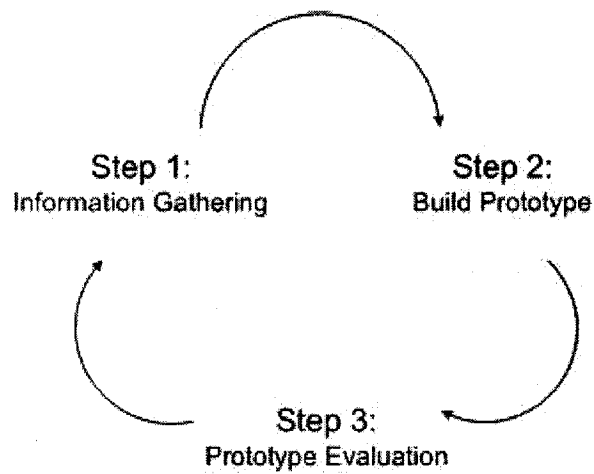 Step 1:
Information Gathering
Step 2:
Build Prototype
Step 3:
Prototype Evaluation